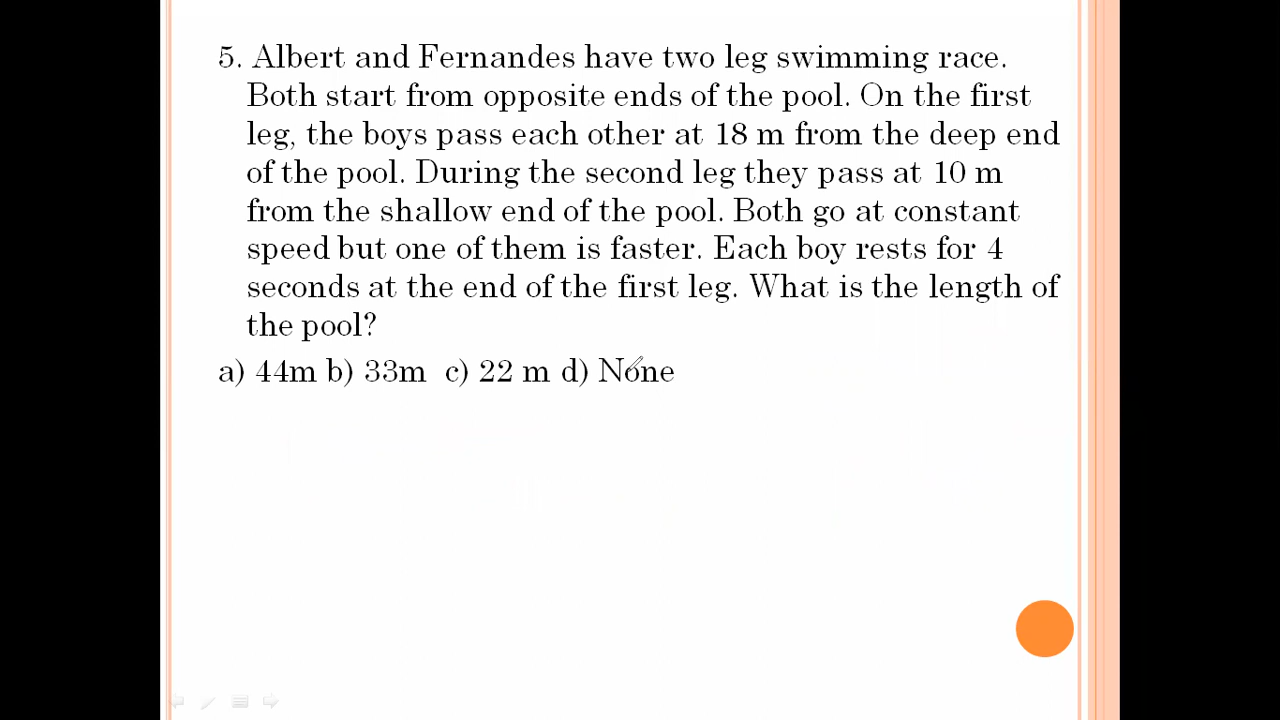 5. Albert and Fernandes have two leg swimming race.
Both start from opposite ends of the pool. On the first
leg, the boys pass each other at 18 m from the deep end
of the pool. During the second leg they pass at 10 m
from the shallow end of the pool. Both go at constant
speed but one of them is faster. Each boy rests for 4
seconds at the end of the first leg. What is the length of
the pool?
a) 44m b) 33m c) 22 m d) None